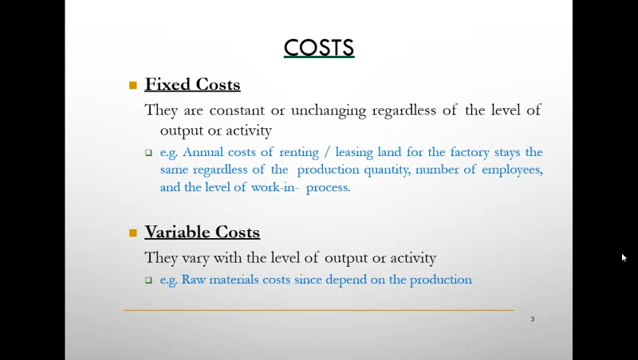 COSTS
Fixed Costs
They are constant or unchanging regardless of the level of
output or activity
e.g. Annual costs of renting / leasing land for the factory stays the
same regardless of the production quantity, number of employees,
and the level of work-in- process.
Variable Costs
They vary with the level of output or activity
e.g. Raw materials costs since depend on the production
3